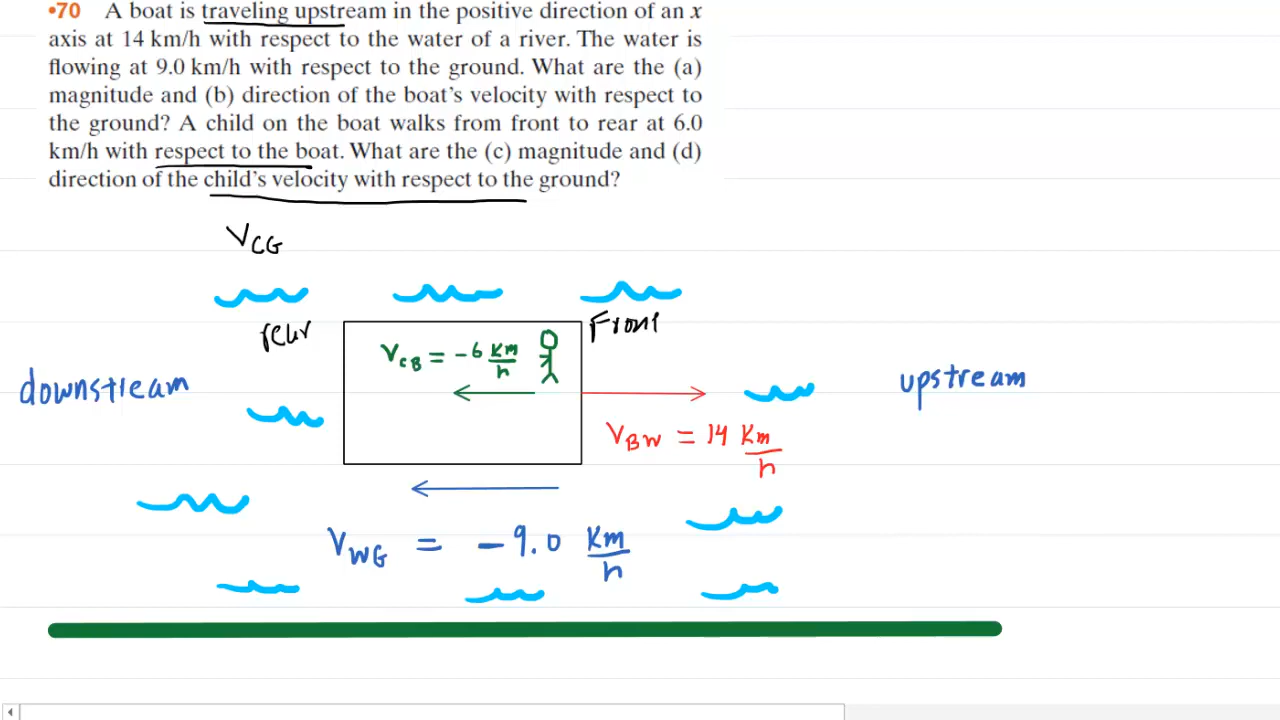 •70 A boat is traveling upstream in the positive direction of an x
axis at 14 km/h with respect to the water of a river. The water is
flowing at 9.0 km/h with respect to the ground. What are the (a)
magnitude and (b) direction of the boat's velocity with respect to
the ground? A child on the boat walks from front to rear at 6.0
km/h with respect to the boat. What are the (c) magnitude and (d)
direction of the child's velocity with respect to the ground?
VCG
rear
Front
VCB = -6 Km/h
downstream
upstream
VBW = 14 Km/h
VWG = -9.0 Km/h